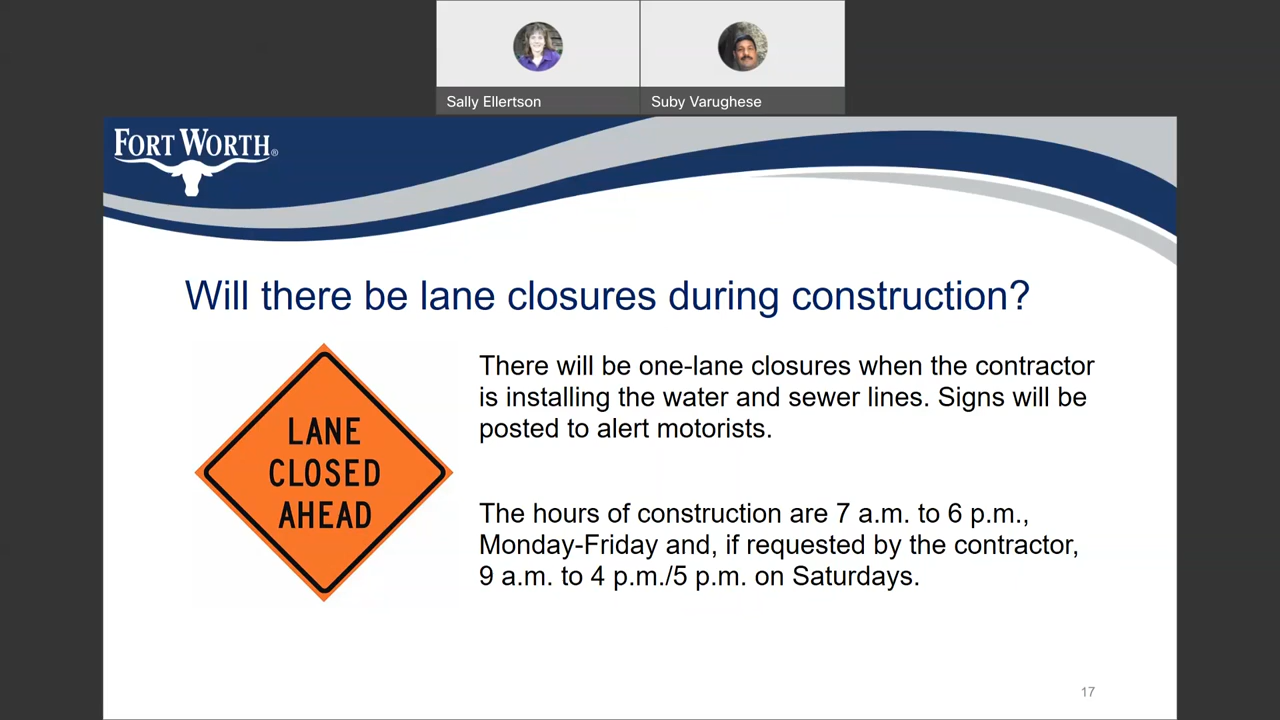 Sally Ellertson
Suby Varughese
FORT WORTH®
Will there be lane closures during construction?
LANE
CLOSED
AHEAD
There will be one-lane closures when the contractor
is installing the water and sewer lines. Signs will be
posted to alert motorists.
The hours of construction are 7 a.m. to 6 p.m.,
Monday-Friday and, if requested by the contractor,
9 a.m. to 4 p.m./5 p.m. on Saturdays.
17